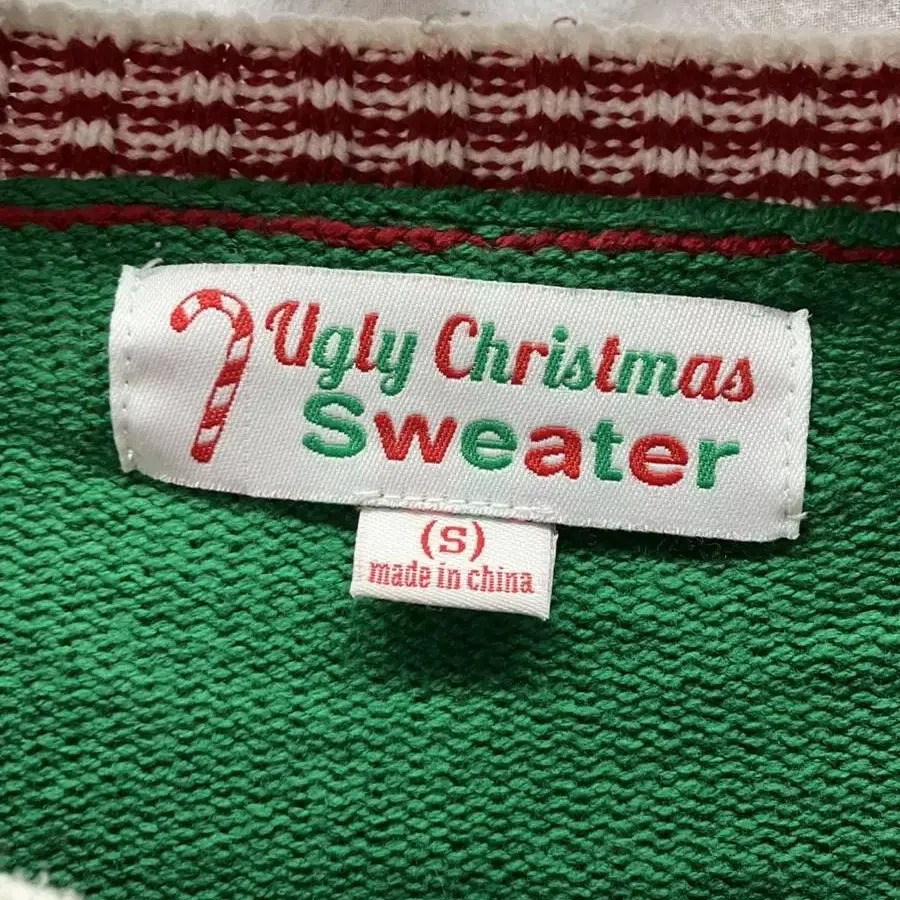 Ugly Christmas
Sweater
(S)
made in china